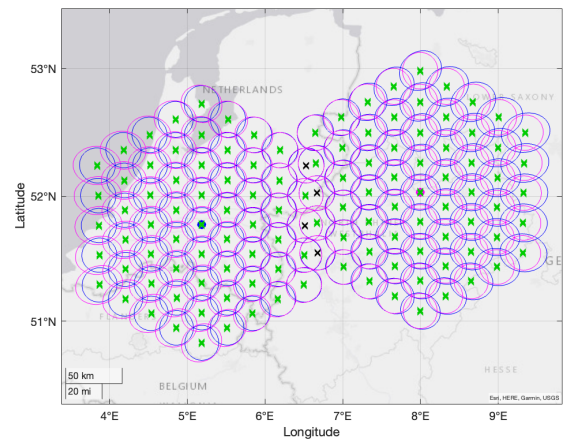 53°N
NETHERLANDS
LOWER SAXONY
Latitude
52°N
GE
51°N
HESSE
50 km
20 mi
BELGIUM
Esri, HERE, Garmin, USGS
4°E 5°E 6°E 7°E 8°E 9°E
Longitude